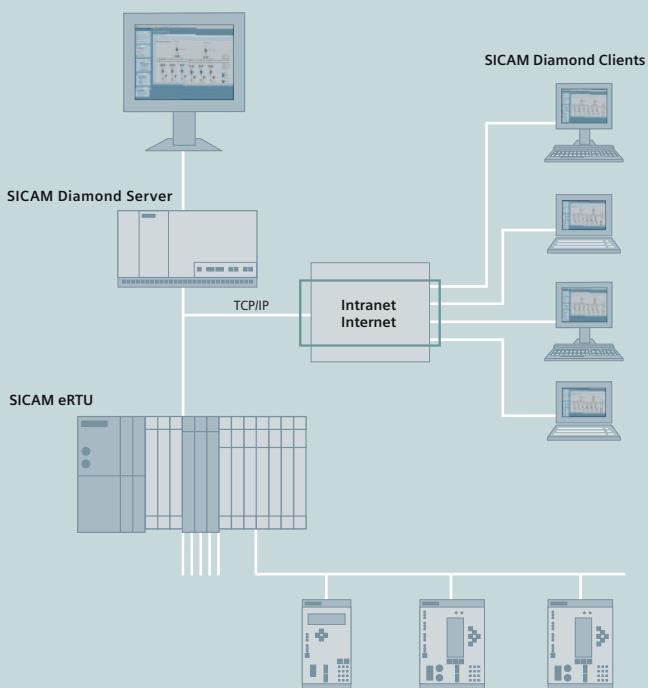 SICAM Diamond Clients
SICAM Diamond Server
TCP/IP
Intranet
Internet
SICAM eRTU